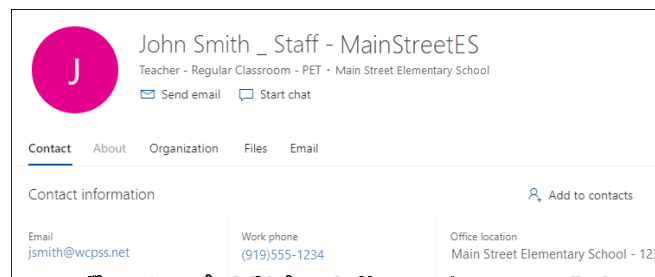 J
John Smith _ Staff - MainStreetES
Teacher - Regular Classroom - PET · Main Street Elementary School
Send email Start chat
Contact About Organization Files Email
Contact information Add to contacts
Email Work phone Office location
jsmith@wcpss.net (919)555-1234 Main Street Elementary School - 123